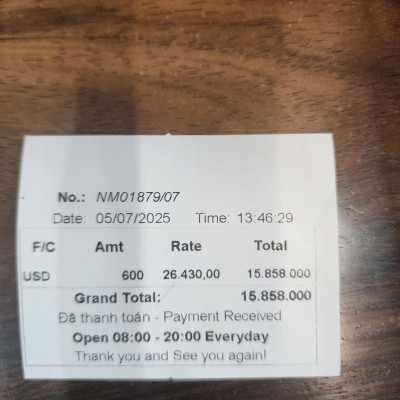 No.: NM01879/07
Date: 05/07/2025 Time: 13:46:29
F/C Amt Rate Total
USD 600 26.430,00 15.858.000
Grand Total: 15.858.000
Đã thanh toán - Payment Received
Open 08:00 - 20:00 Everyday
Thank you and See you again!